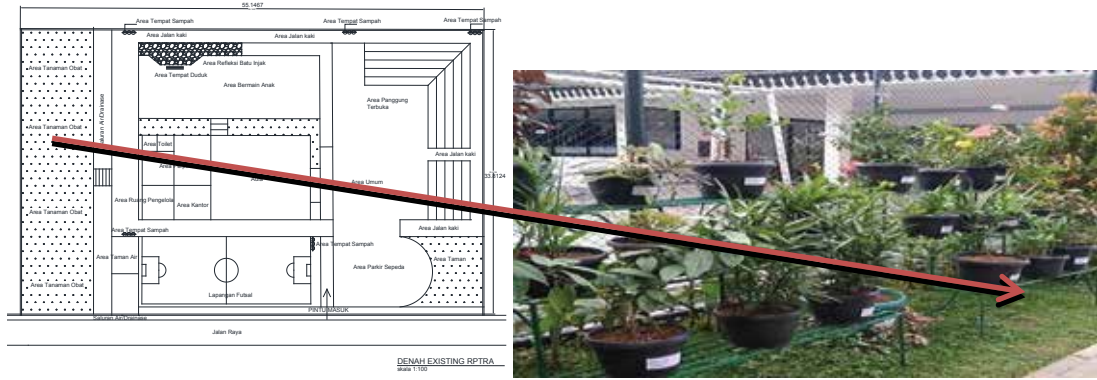 55.1467
Area Tempat Sampah
Area Tempat Sampah
Area Tempat Sampah
Area Jalan kaki
Area Jalan kaki
Area Refleksi Batu Injak
Area Tanaman Obat
Area Tempat Duduk
Area Bermain Anak
Area Panggung
Terbuka
Saluran Air/Drainase
Area Tanaman Obat
Area Toilet
Area Jalan kaki
33.8124
Area Umum
Area Ruang Pengelola
Area Kantor
Area Tanaman Obat
Area Jalan kaki
Area Tempat Sampah
Area Tempat Sampah
Area Taman Air
Area Taman
Area Parkir Sepeda
Area Tanaman Obat
Lapangan Futsal
PINTU MASUK
Saluran Air/Drainase
Jalan Raya
DENAH EXISTING RPTRA
skala 1:100